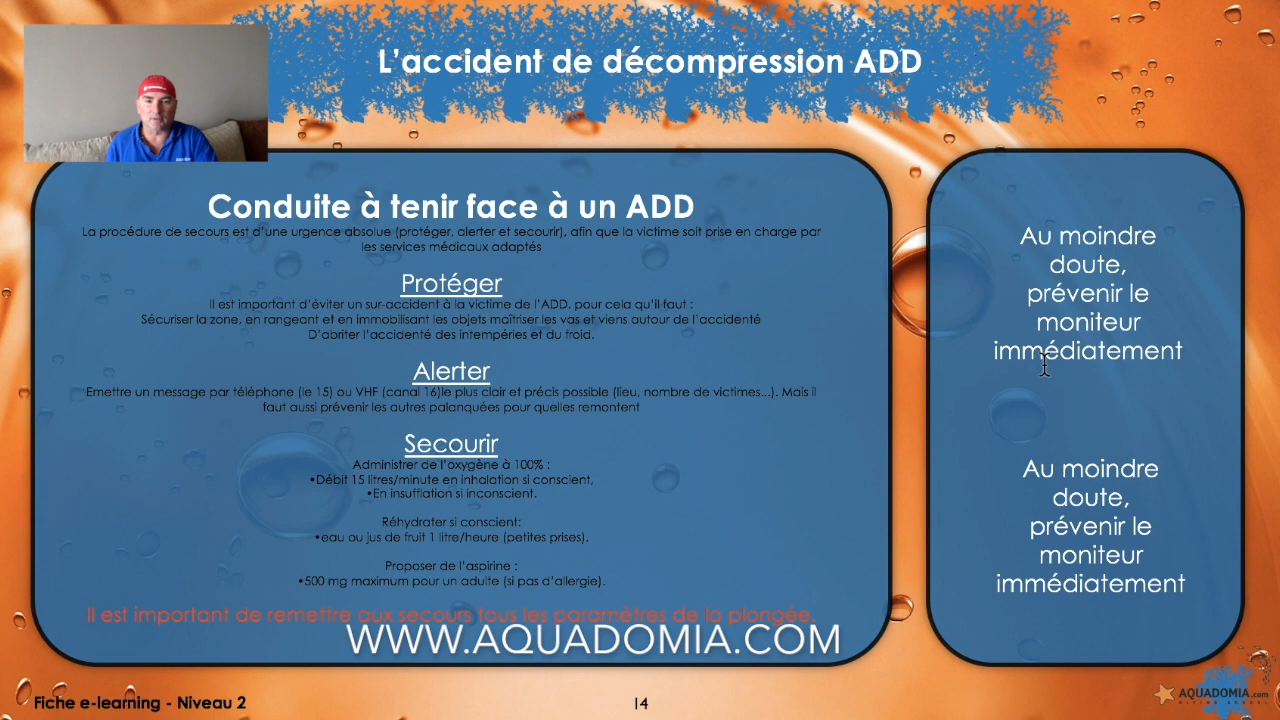 L'accident de décompression ADD
Conduite à tenir face à un ADD
La procédure de secours est d'une urgence absolue (protéger, alerter et secourir), afin que la victime soit prise en charge par
les services médicaux adaptés
Protéger
Il est important d'éviter un sur-accident à la victime de l'ADD. pour cela qu'il faut :
Sécuriser la zone, en rangeant et en immobilisant les objets maîtriser les vas et viens autour de l'accidenté
D'abriter l'accidenté des intempéries et du froid.
Alerter
Emettre un message par téléphone (le 15) ou VHF (canal 16)le plus clair et précis possible (lieu, nombre de victimes...). Mais il
faut aussi prévenir les autres palanquées pour quelles remontent
Secourir
Administrer de l'oxygène à 100% :
•Débit 15 litres/minute en inhalation si conscient,
•En insufflation si inconscient.
Réhydrater si conscient:
•eau ou jus de fruit 1 litre/heure (petites prises).
Proposer de l'aspirine :
•500 mg maximum pour un adulte (si pas d'allergie).
Il est important de remettre aux secours tous les paramètres de la plongée.
WWW.AQUADOMIA.COM
Au moindre
doute,
prévenir le
moniteur
immédiatement
Au moindre
doute,
prévenir le
moniteur
immédiatement
Fiche e-learning - Niveau 2
14
AQUADOMIA.com
DIVING SCHOOL